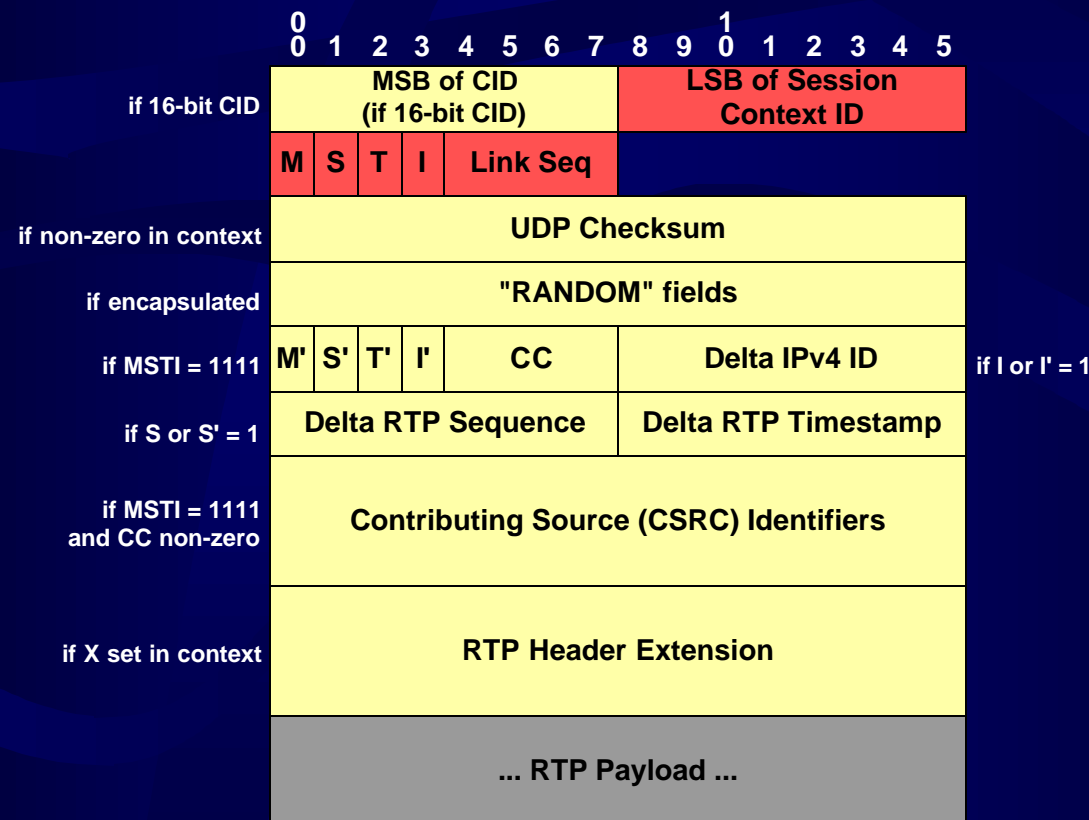 0 1
0 1 2 3 4 5 6 7 8 9 0 1 2 3 4 5
if 16-bit CID
MSB of CID
(if 16-bit CID)
LSB of Session
Context ID
M S T I Link Seq
if non-zero in context
UDP Checksum
if encapsulated
"RANDOM" fields
if MSTI = 1111
M' S' T' I' CC Delta IPv4 ID
if I or I' = 1
if S or S' = 1
Delta RTP Sequence Delta RTP Timestamp
if MSTI = 1111
and CC non-zero
Contributing Source (CSRC) Identifiers
if X set in context
RTP Header Extension
... RTP Payload ...